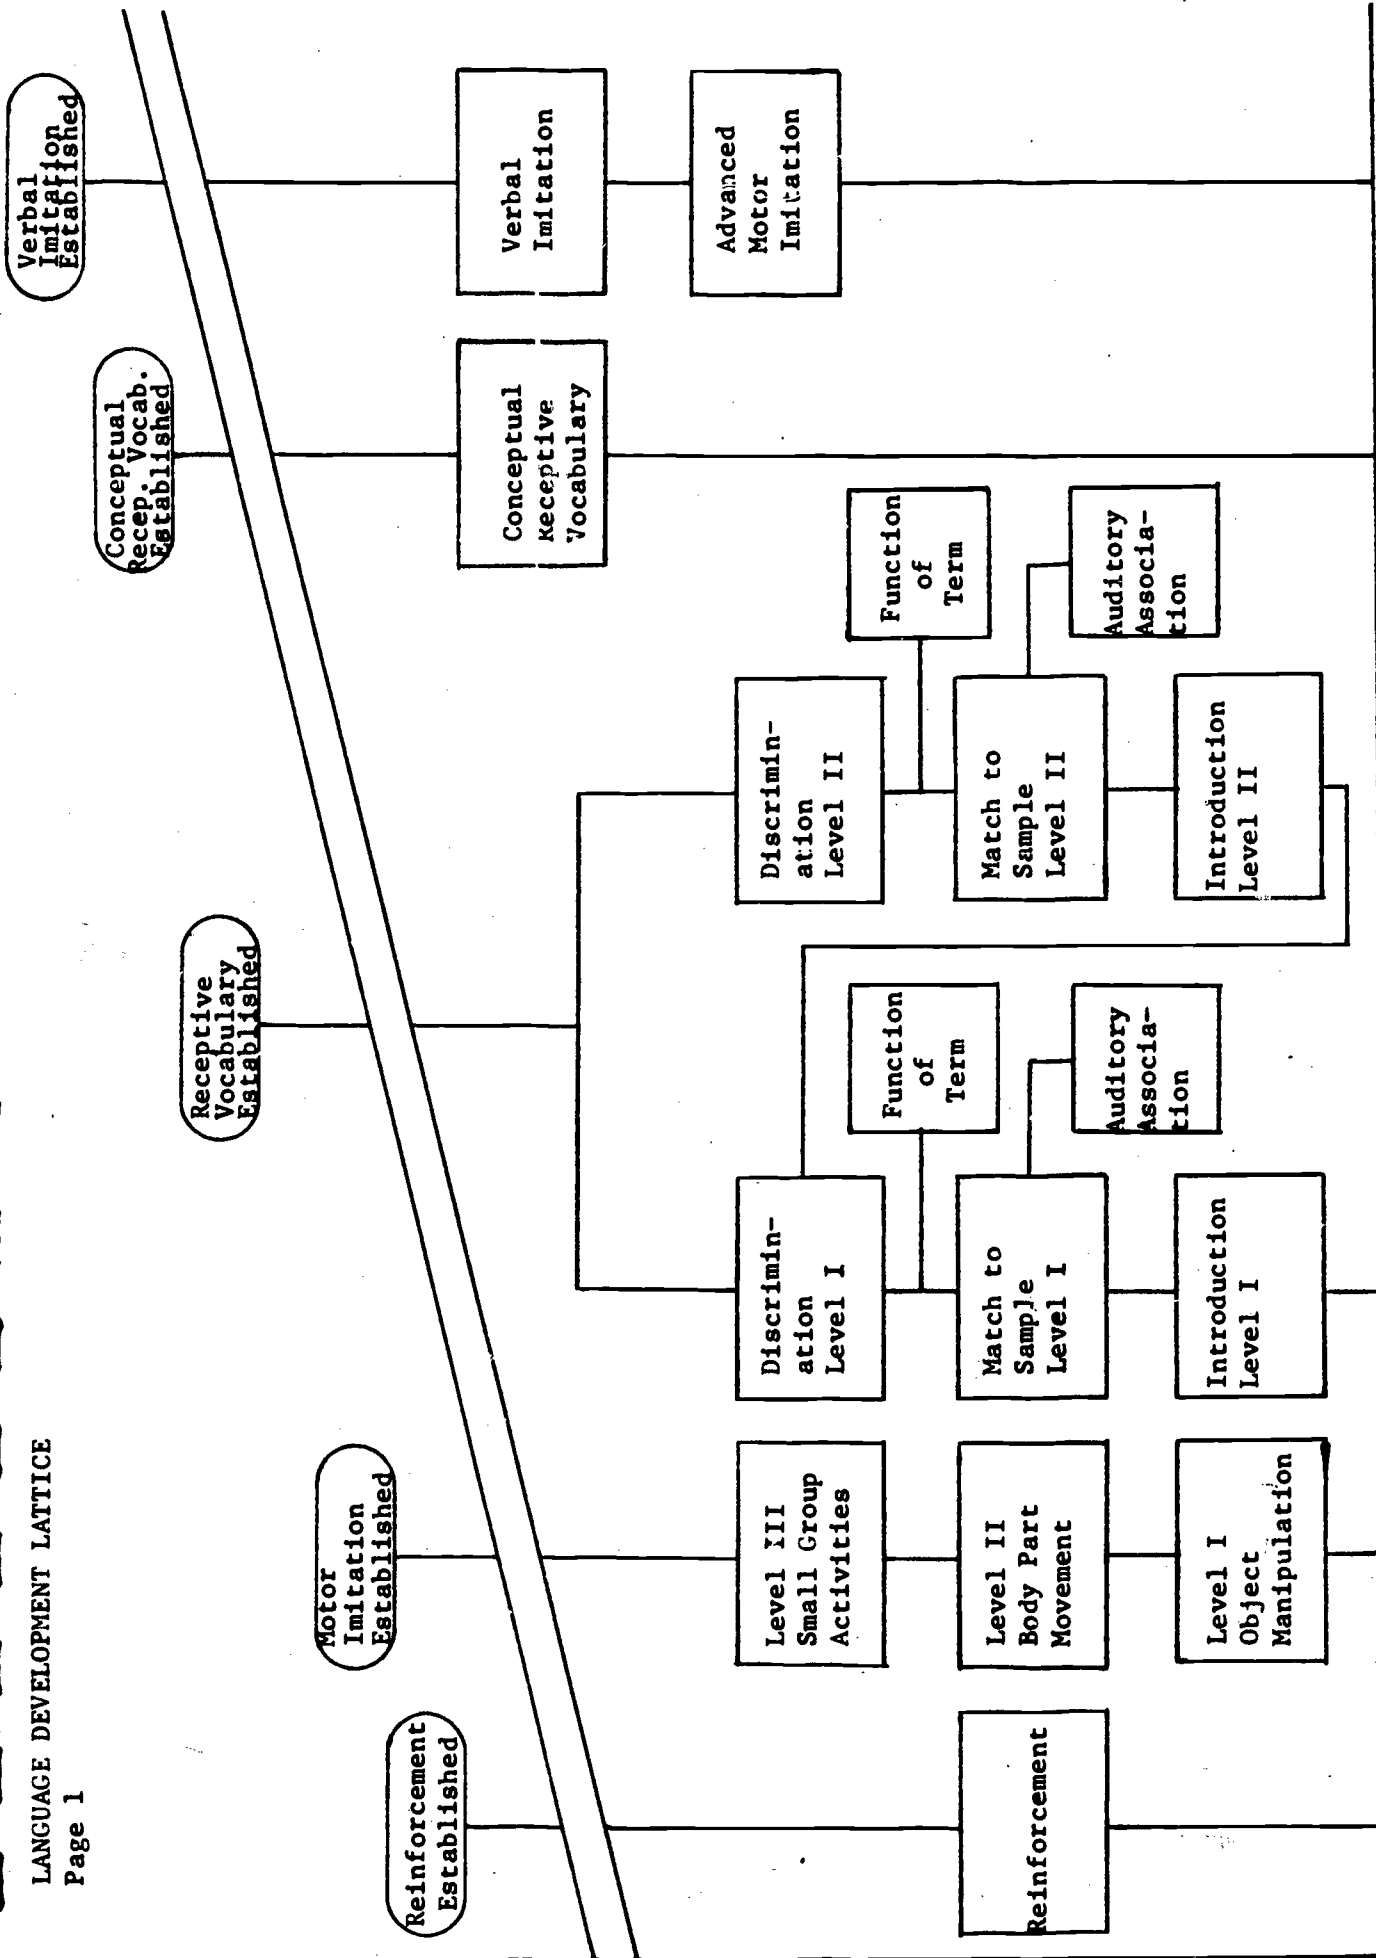 LANGUAGE DEVELOPMENT LATTICE
Page 1
Reinforcement
Established
Motor
Imitation
Established
Receptive
Vocabulary
Established
Conceptual
Recep. Vocab.
Established
Verbal
Imitation
Established
Reinforcement
Level III
Small Group
Activities
Level II
Body Part
Movement
Level I
Object
Manipulation
Discrimin-
ation
Level I
Function
of
Term
Match to
Sample
Level I
Auditory
Associa-
tion
Introduction
Level I
Discrimin-
ation
Level II
Function
of
Term
Match to
Sample
Level II
Auditory
Associa-
tion
Introduction
Level II
Conceptual
Receptive
Vocabulary
Verbal
Imitation
Advanced
Motor
Imitation